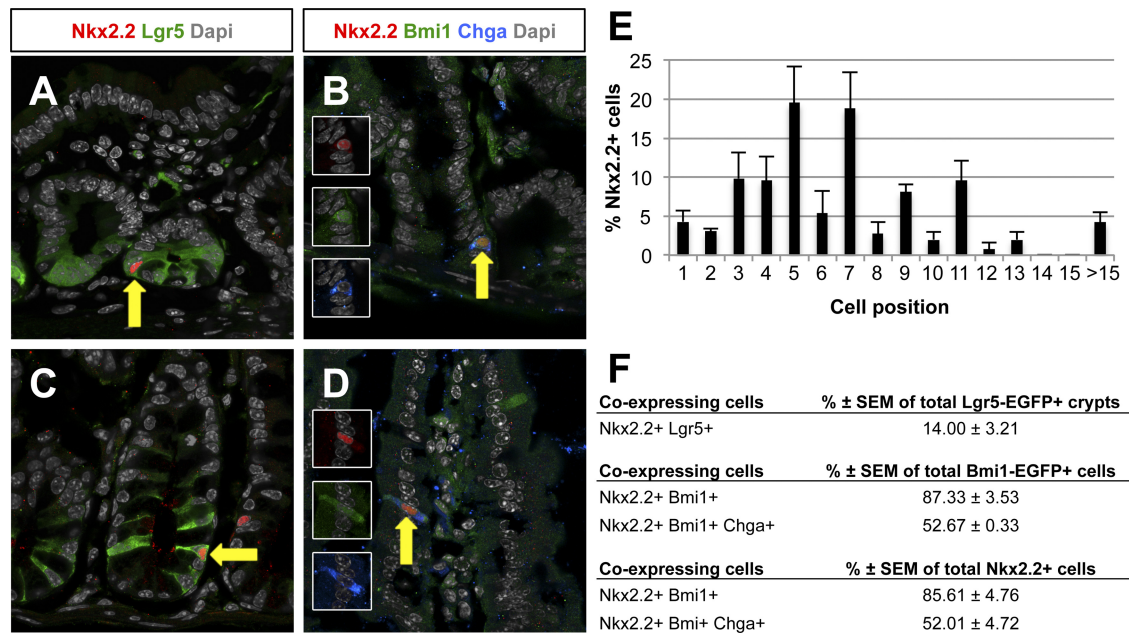 Nkx2.2 Lgr5 Dapi
Nkx2.2 Bmi1 Chga Dapi
A
B
C
D
E
% Nkx2.2+ cells
25
20
15
10
5
0
1 2 3 4 5 6 7 8 9 10 11 12 13 14 15 >15
Cell position
F
Co-expressing cells % ± SEM of total Lgr5-EGFP+ crypts
Nkx2.2+ Lgr5+ 14.00 ± 3.21
Co-expressing cells % ± SEM of total Bmi1-EGFP+ cells
Nkx2.2+ Bmi1+ 87.33 ± 3.53
Nkx2.2+ Bmi1+ Chga+ 52.67 ± 0.33
Co-expressing cells % ± SEM of total Nkx2.2+ cells
Nkx2.2+ Bmi1+ 85.61 ± 4.76
Nkx2.2+ Bmi+ Chga+ 52.01 ± 4.72